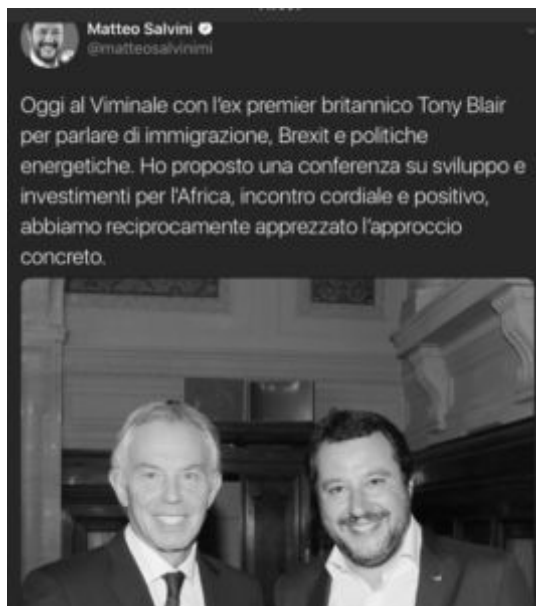 Matteo Salvini
@matteosalvinimi
Oggi al Viminale con l'ex premier britannico Tony Blair
per parlare di immigrazione, Brexit e politiche
energetiche. Ho proposto una conferenza su sviluppo e
investimenti per l'Africa, incontro cordiale e positivo,
abbiamo reciprocamente apprezzato l'approccio
concreto.